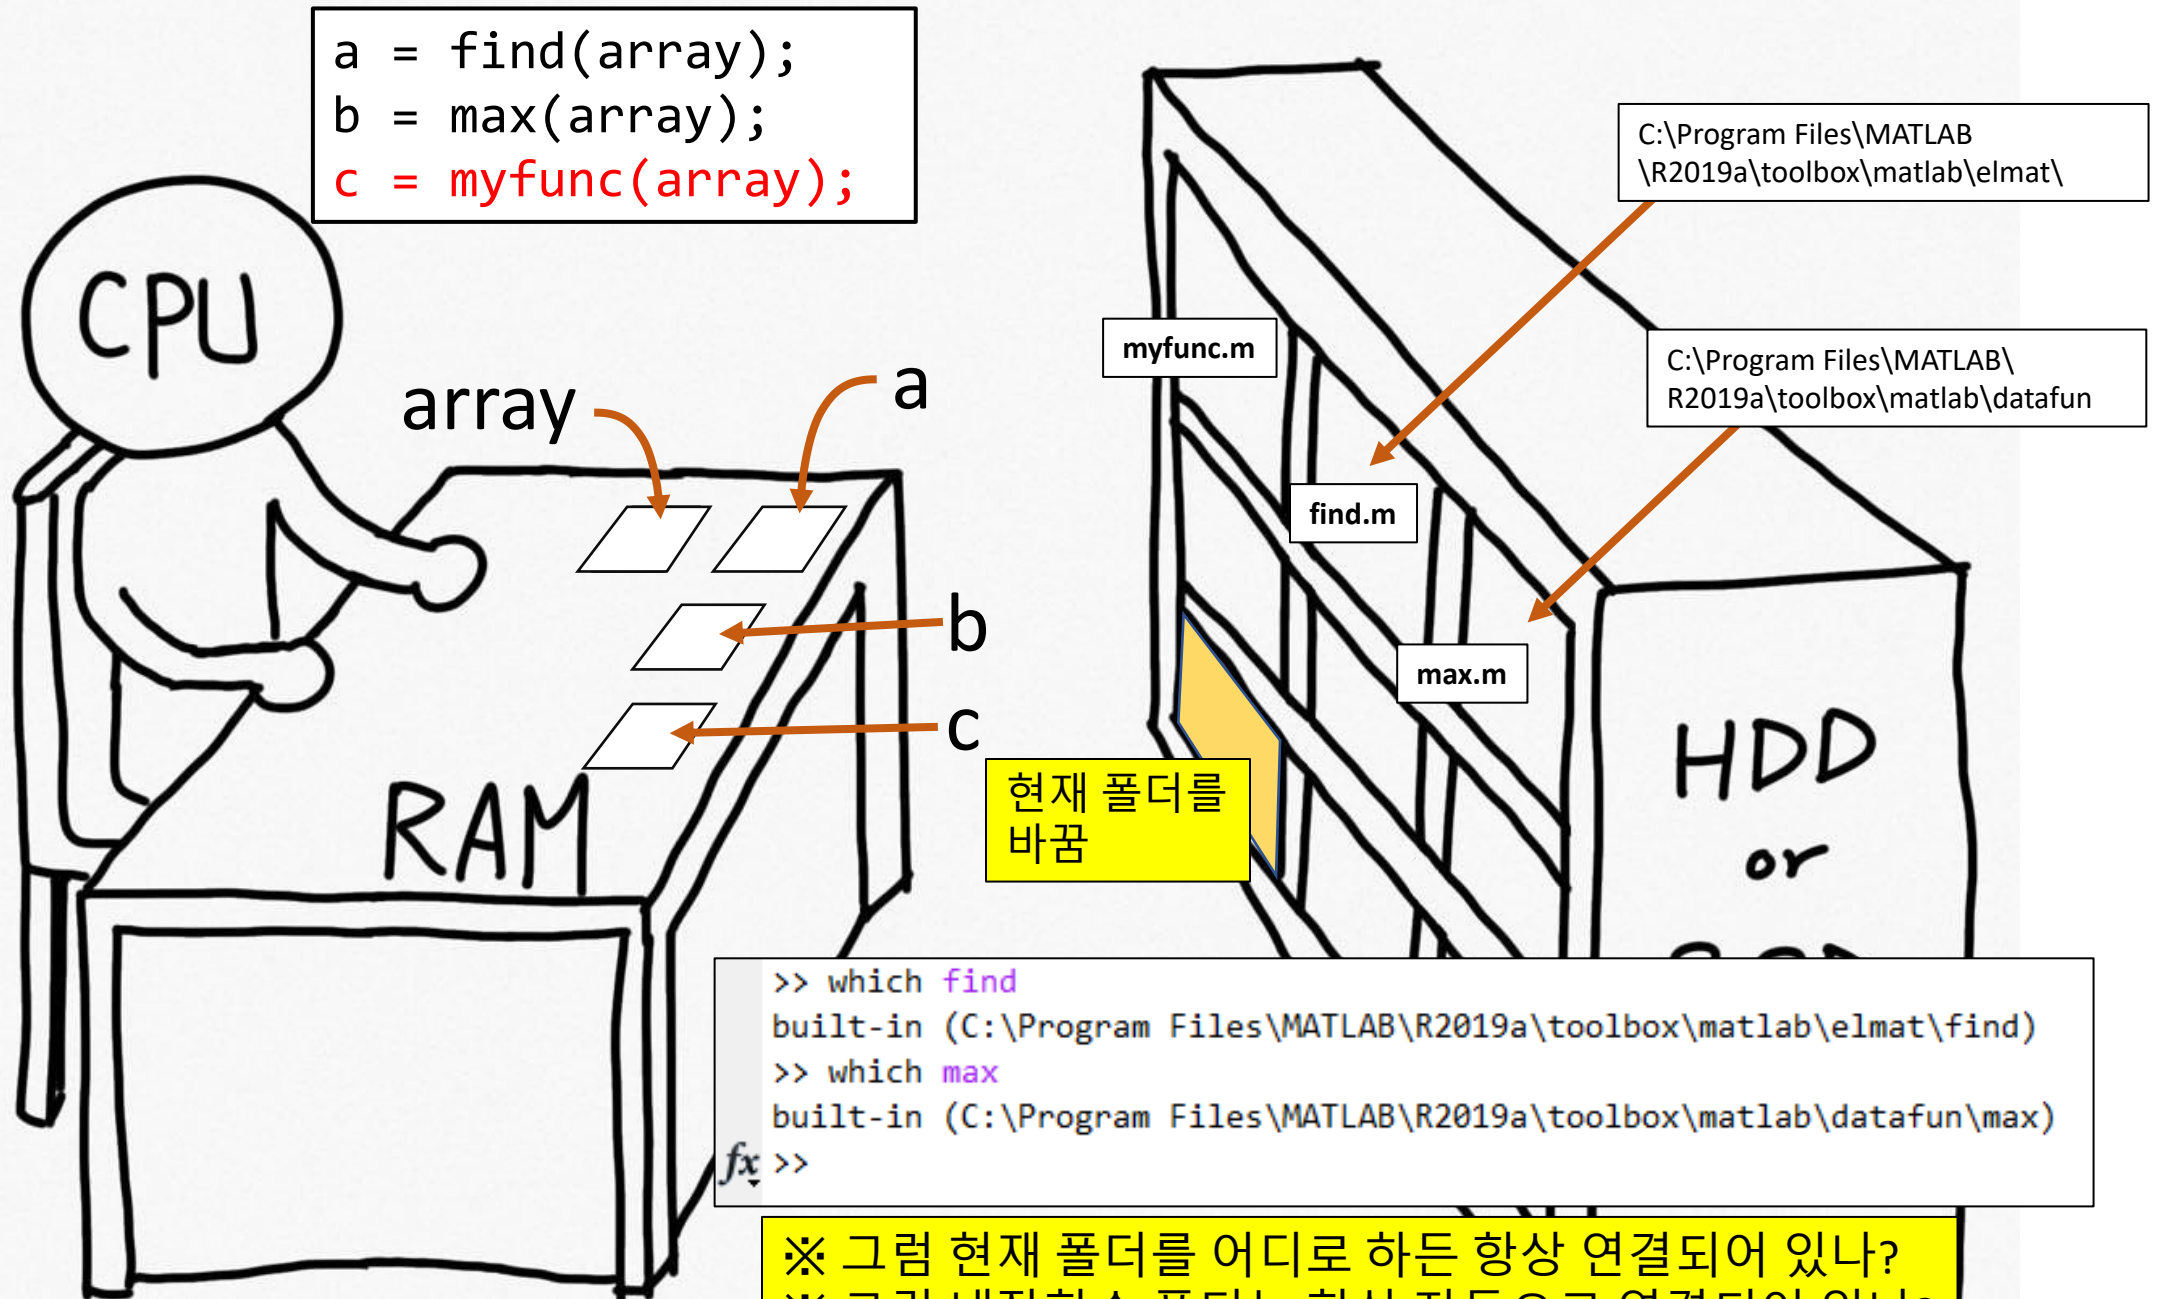 a = find(array);
b = max(array);
c = myfunc(array);
C:\Program Files\MATLAB
\R2019a\toolbox\matlab\elmat\
CPU
myfunc.m
C:\Program Files\MATLAB\
R2019a\toolbox\matlab\datafun
array
a
find.m
b
max.m
c
HDD
or
현재 폴더를
바꿈
RAM
>> which find
built-in (C:\Program Files\MATLAB\R2019a\toolbox\matlab\elmat\find)
>> which max
built-in (C:\Program Files\MATLAB\R2019a\toolbox\matlab\datafun\max)
fx >>
※ 그럼 현재 폴더를 어디로 하든 항상 연결되어 있나?